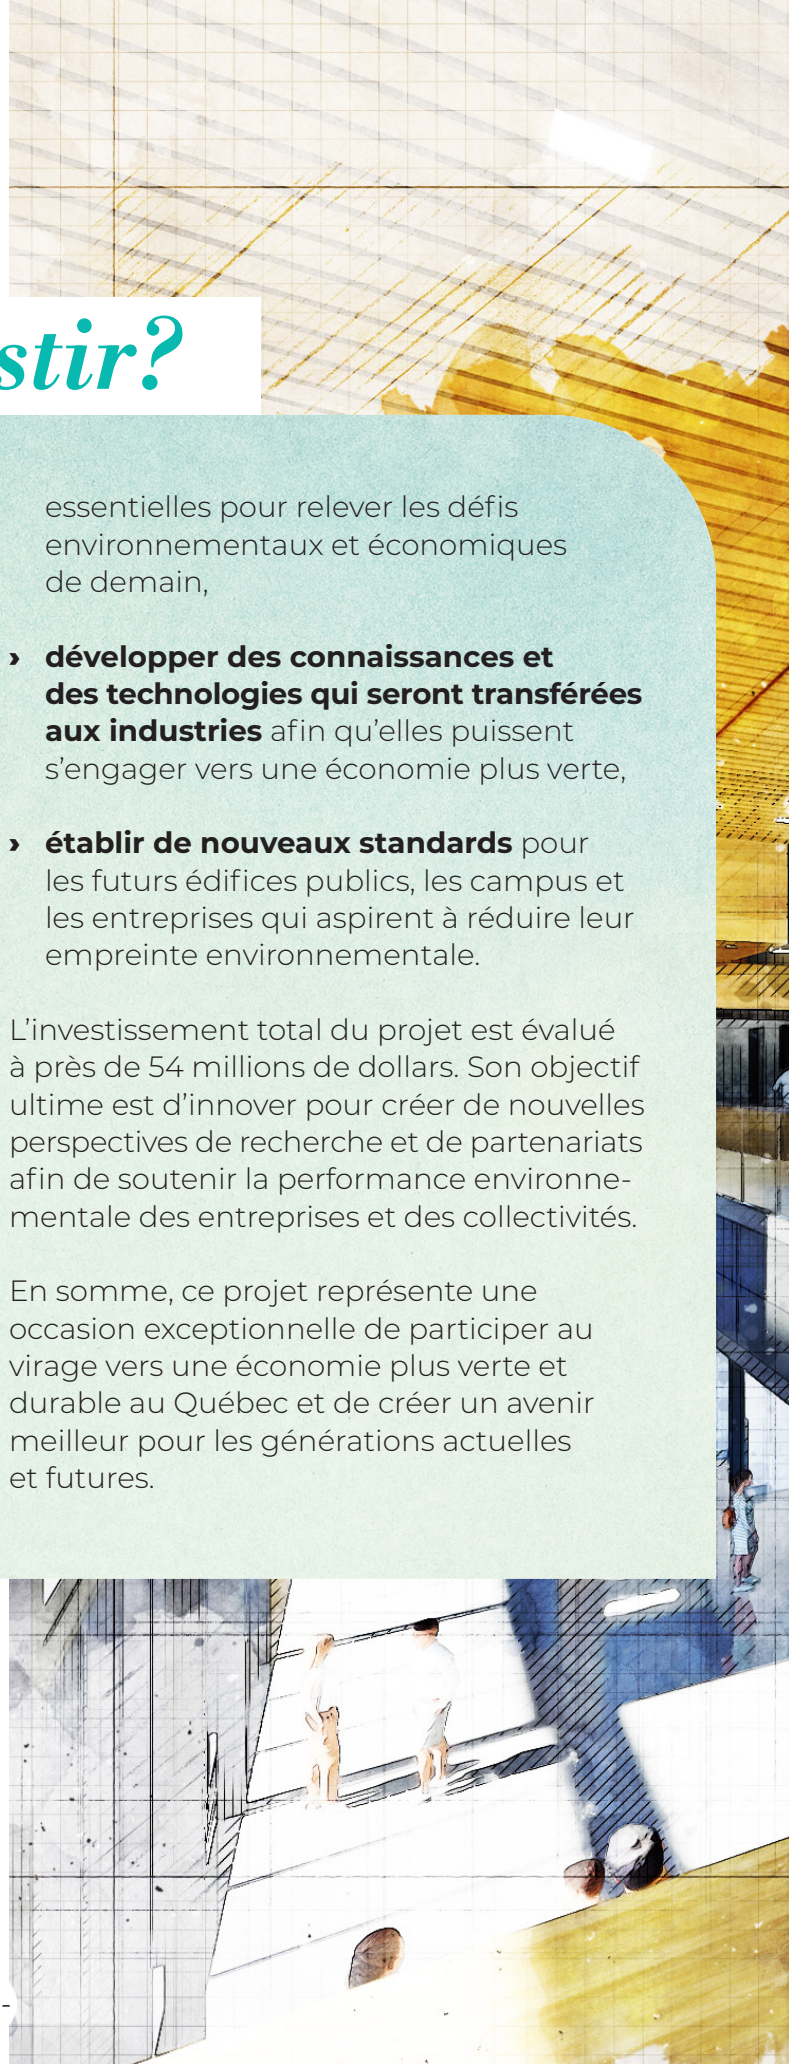 stir?
essentielles pour relever les défis
environnementaux et économiques
de demain,
› développer des connaissances et
des technologies qui seront transférées
aux industries afin qu’elles puissent
s’engager vers une économie plus verte,
› établir de nouveaux standards pour
les futurs édifices publics, les campus et
les entreprises qui aspirent à réduire leur
empreinte environnementale.
L’investissement total du projet est évalué
à près de 54 millions de dollars. Son objectif
ultime est d’innover pour créer de nouvelles
perspectives de recherche et de partenariats
afin de soutenir la performance environne-
mentale des entreprises et des collectivités.
En somme, ce projet représente une
occasion exceptionnelle de participer au
virage vers une économie plus verte et
durable au Québec et de créer un avenir
meilleur pour les générations actuelles
et futures.
-